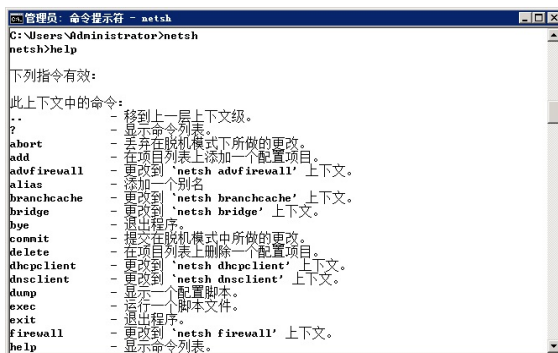 管理员: 命令提示符 - netsh
C:\Users\Administrator>netsh
netsh>help
下列指令有效:
此上下文中的命令:
..             - 移到上一层上下文级。
?              - 显示命令列表。
abort          - 丢弃在脱机模式下所做的更改。
add            - 在项目列表上添加一个配置项目。
advfirewall    - 更改到 `netsh advfirewall' 上下文。
alias          - 添加一个别名
branchcache    - 更改到 `netsh branchcache' 上下文。
bridge         - 更改到 `netsh bridge' 上下文。
bye            - 退出程序。
commit         - 提交在脱机模式中所做的更改。
delete         - 在项目列表上删除一个配置项目。
dhcpclient     - 更改到 `netsh dhcpclient' 上下文。
dnsclient      - 更改到 `netsh dnsclient' 上下文。
dump           - 显示一个配置脚本。
exec           - 运行一个脚本文件。
exit           - 退出程序。
firewall       - 更改到 `netsh firewall' 上下文。
help           - 显示命令列表。